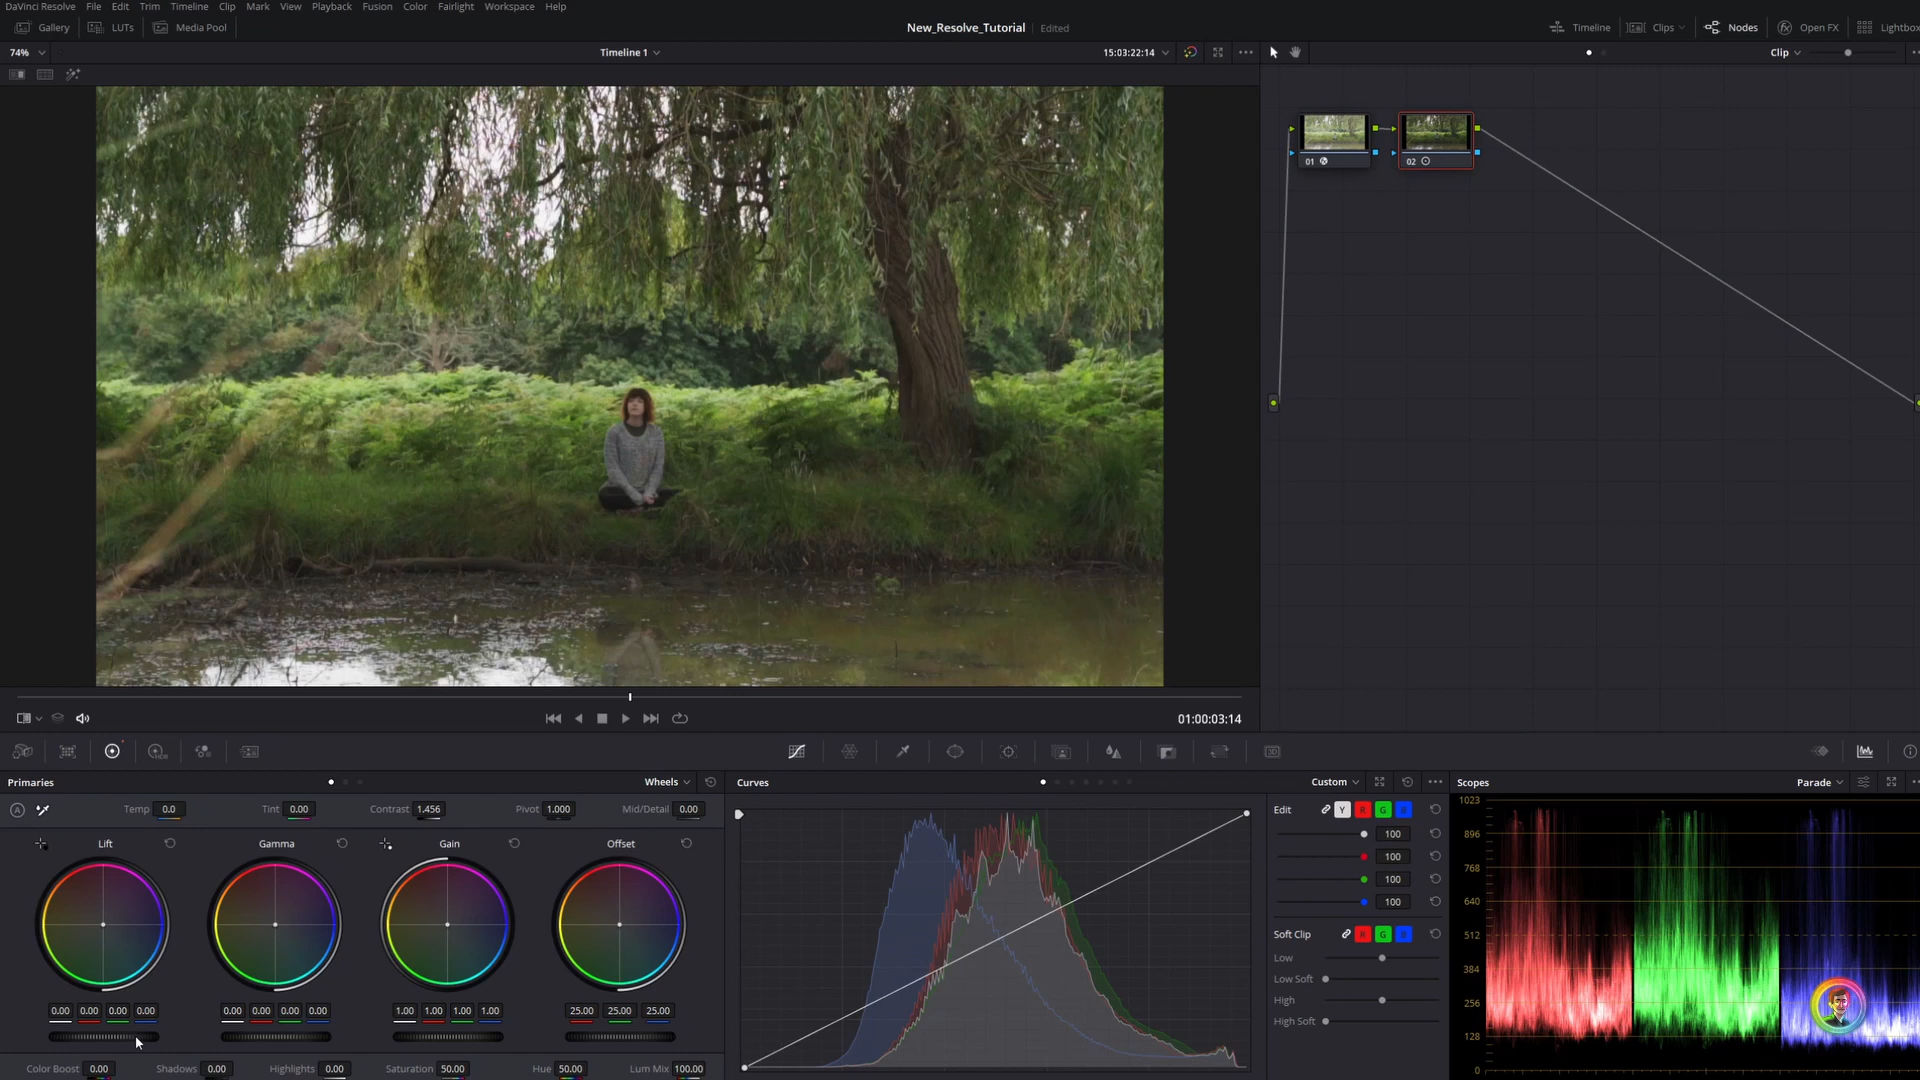 DaVinci Resolve File Edit Trim Timeline Clip Mark View Playback Fusion Color Fairlight Workspace Help
Gallery LUTs Media Pool New_Resolve_Tutorial Edited Timeline Clips Nodes Open FX Lightbox
74% Timeline 1 15:03:22:14 Clip
01 02
01:00:03:14
Primaries Wheels Curves Custom Scopes Parade
Temp 0.0 Tint 0.00 Contrast 1.456 Pivot 1.000 Mid/Detail 0.00
Lift Gamma Gain Offset
0.00 0.00 0.00 0.00 0.00 0.00 0.00 0.00 1.00 1.00 1.00 1.00 25.00 25.00 25.00
Color Boost 0.00 Shadows 0.00 Highlights 0.00 Saturation 50.00 Hue 50.00 Lum Mix 100.00
Edit Y R G B
100
100
100
100
Soft Clip R G B
Low
Low Soft
High
High Soft
1023
896
768
640
512
384
256
128
0